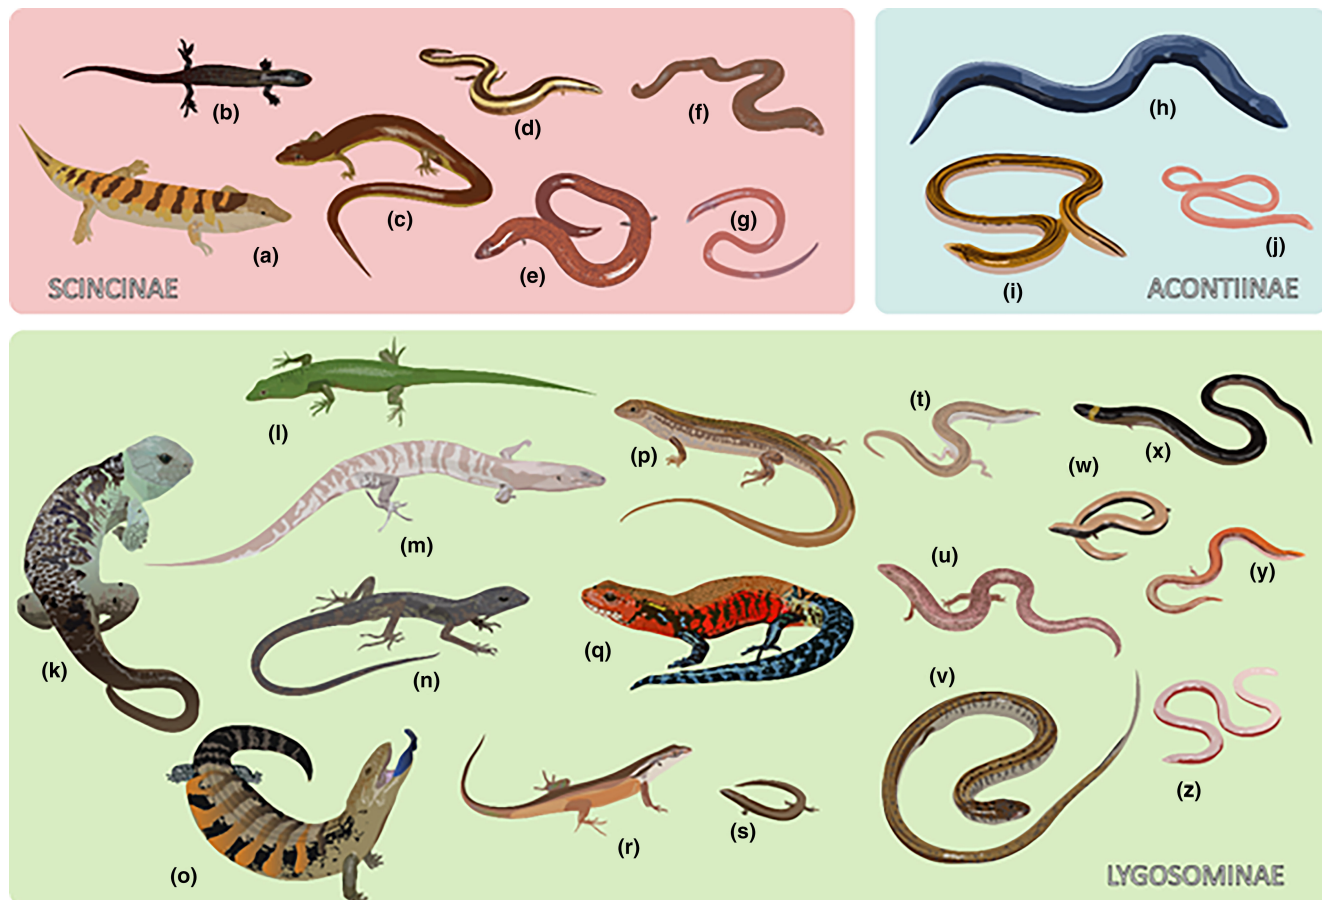 (b)
(d)
(f)
(h)
(a)
(c)
(e)
(g)
(i)
(j)
SCINCINAE
ACONTIINAE
(l)
(t)
(p)
(x)
(w)
(m)
(u)
(y)
(k)
(n)
(q)
(v)
(z)
(s)
(r)
(o)
LYGOSOMINAE